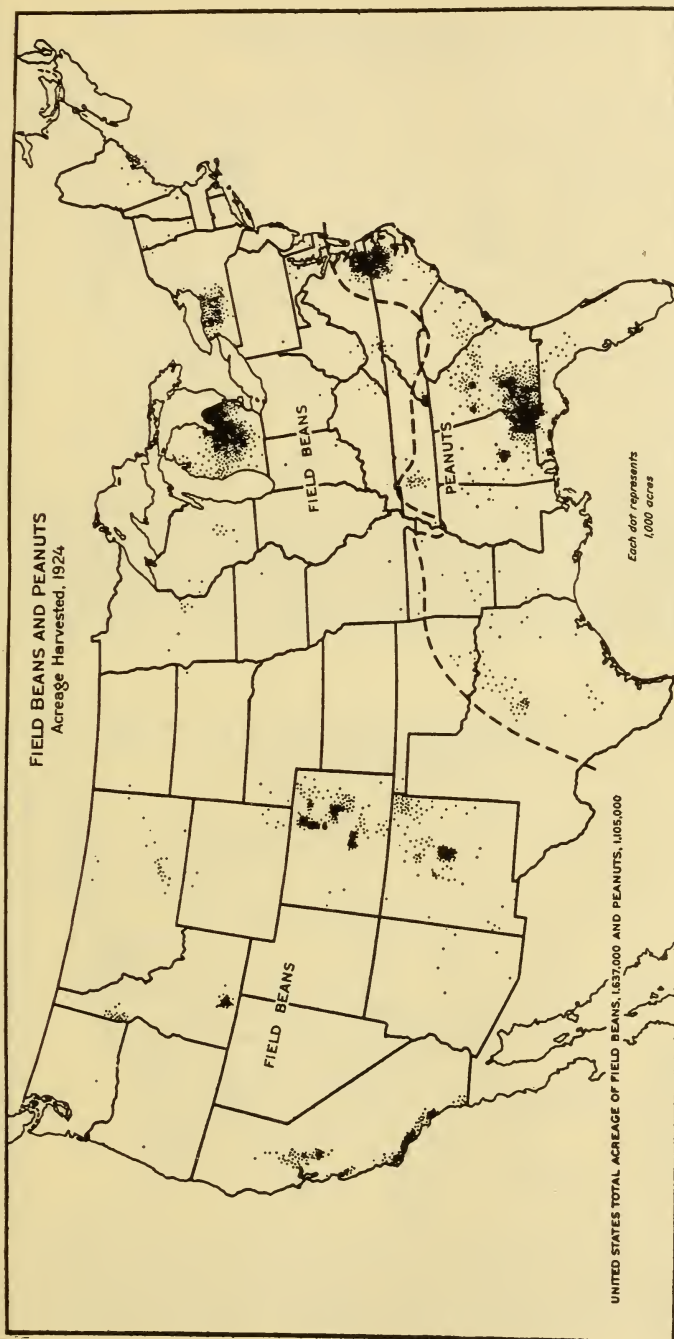 FIELD BEANS AND PEANUTS
Acreage Harvested, 1924
FIELD BEANS
FIELD BEANS
PEANUTS
Each dot represents
1,000 acres
UNITED STATES TOTAL ACREAGE OF FIELD BEANS, 1,637,000 AND PEANUTS, 1,105,000